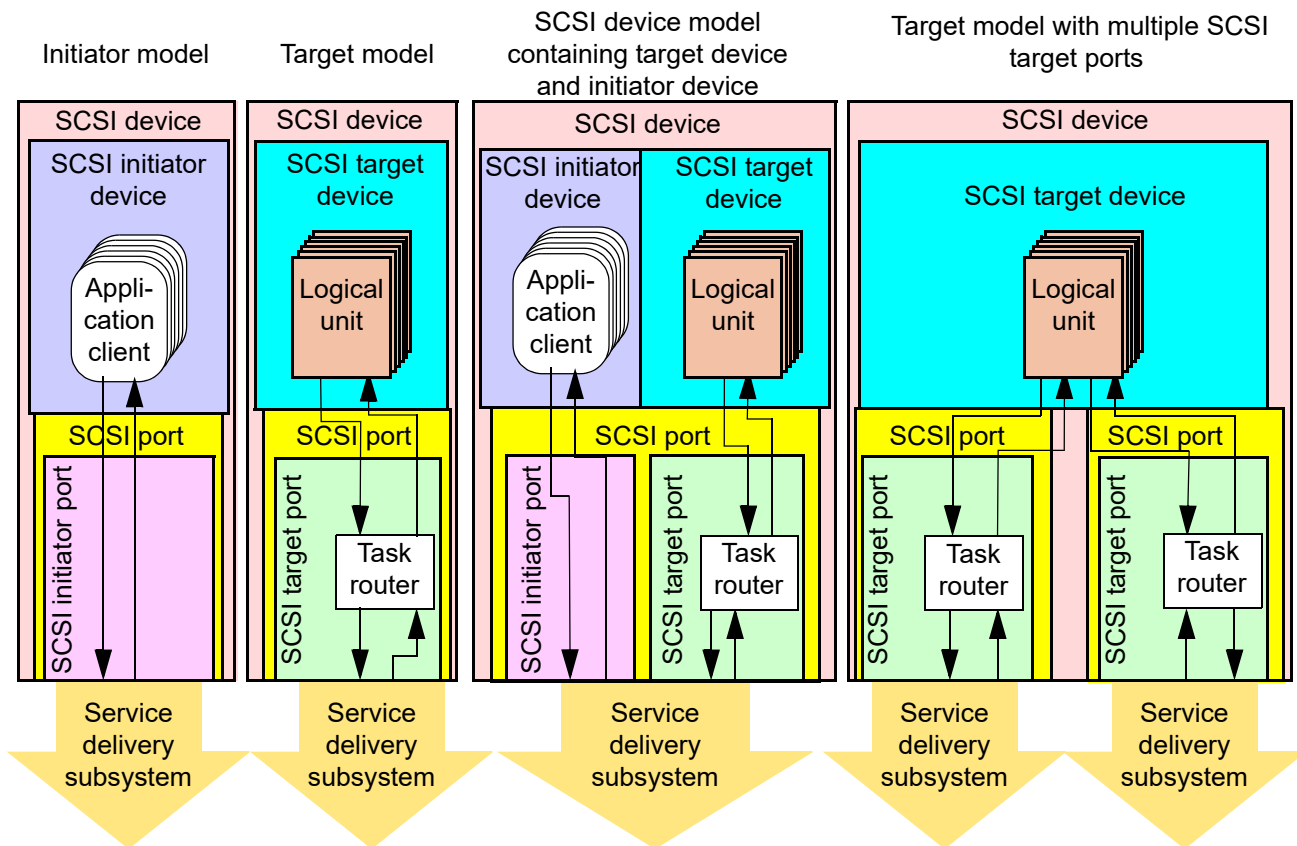 Initiator model
SCSI device
SCSI initiator
device
Appli-
cation
client
SCSI port
SCSI initiator port
Service
delivery
subsystem
Target model
SCSI device
SCSI target
device
Logical
unit
SCSI port
SCSI target port
Task
router
Service
delivery
subsystem
SCSI device model
containing target device
and initiator device
SCSI device
SCSI initiator
device
Appli-
cation
client
SCSI target
device
Logical
unit
SCSI port
SCSI initiator port
SCSI target port
Task
router
Service
delivery
subsystem
Target model with multiple SCSI
target ports
SCSI device
SCSI target device
Logical
unit
SCSI port
SCSI target port
Task
router
Service
delivery
subsystem
SCSI port
SCSI target port
Task
router
Service
delivery
subsystem